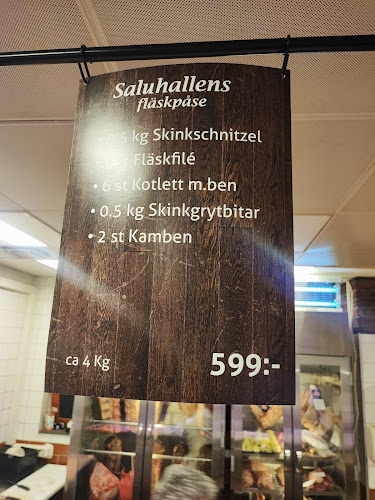 Saluhallens
fläskpåse
0,5 kg Skinkschnitzel
Fläskfilé
• 6 st Kotlett m.ben
• 0,5 kg Skinkgrytbitar
• 2 st Kamben
ca 4 Kg
599:-